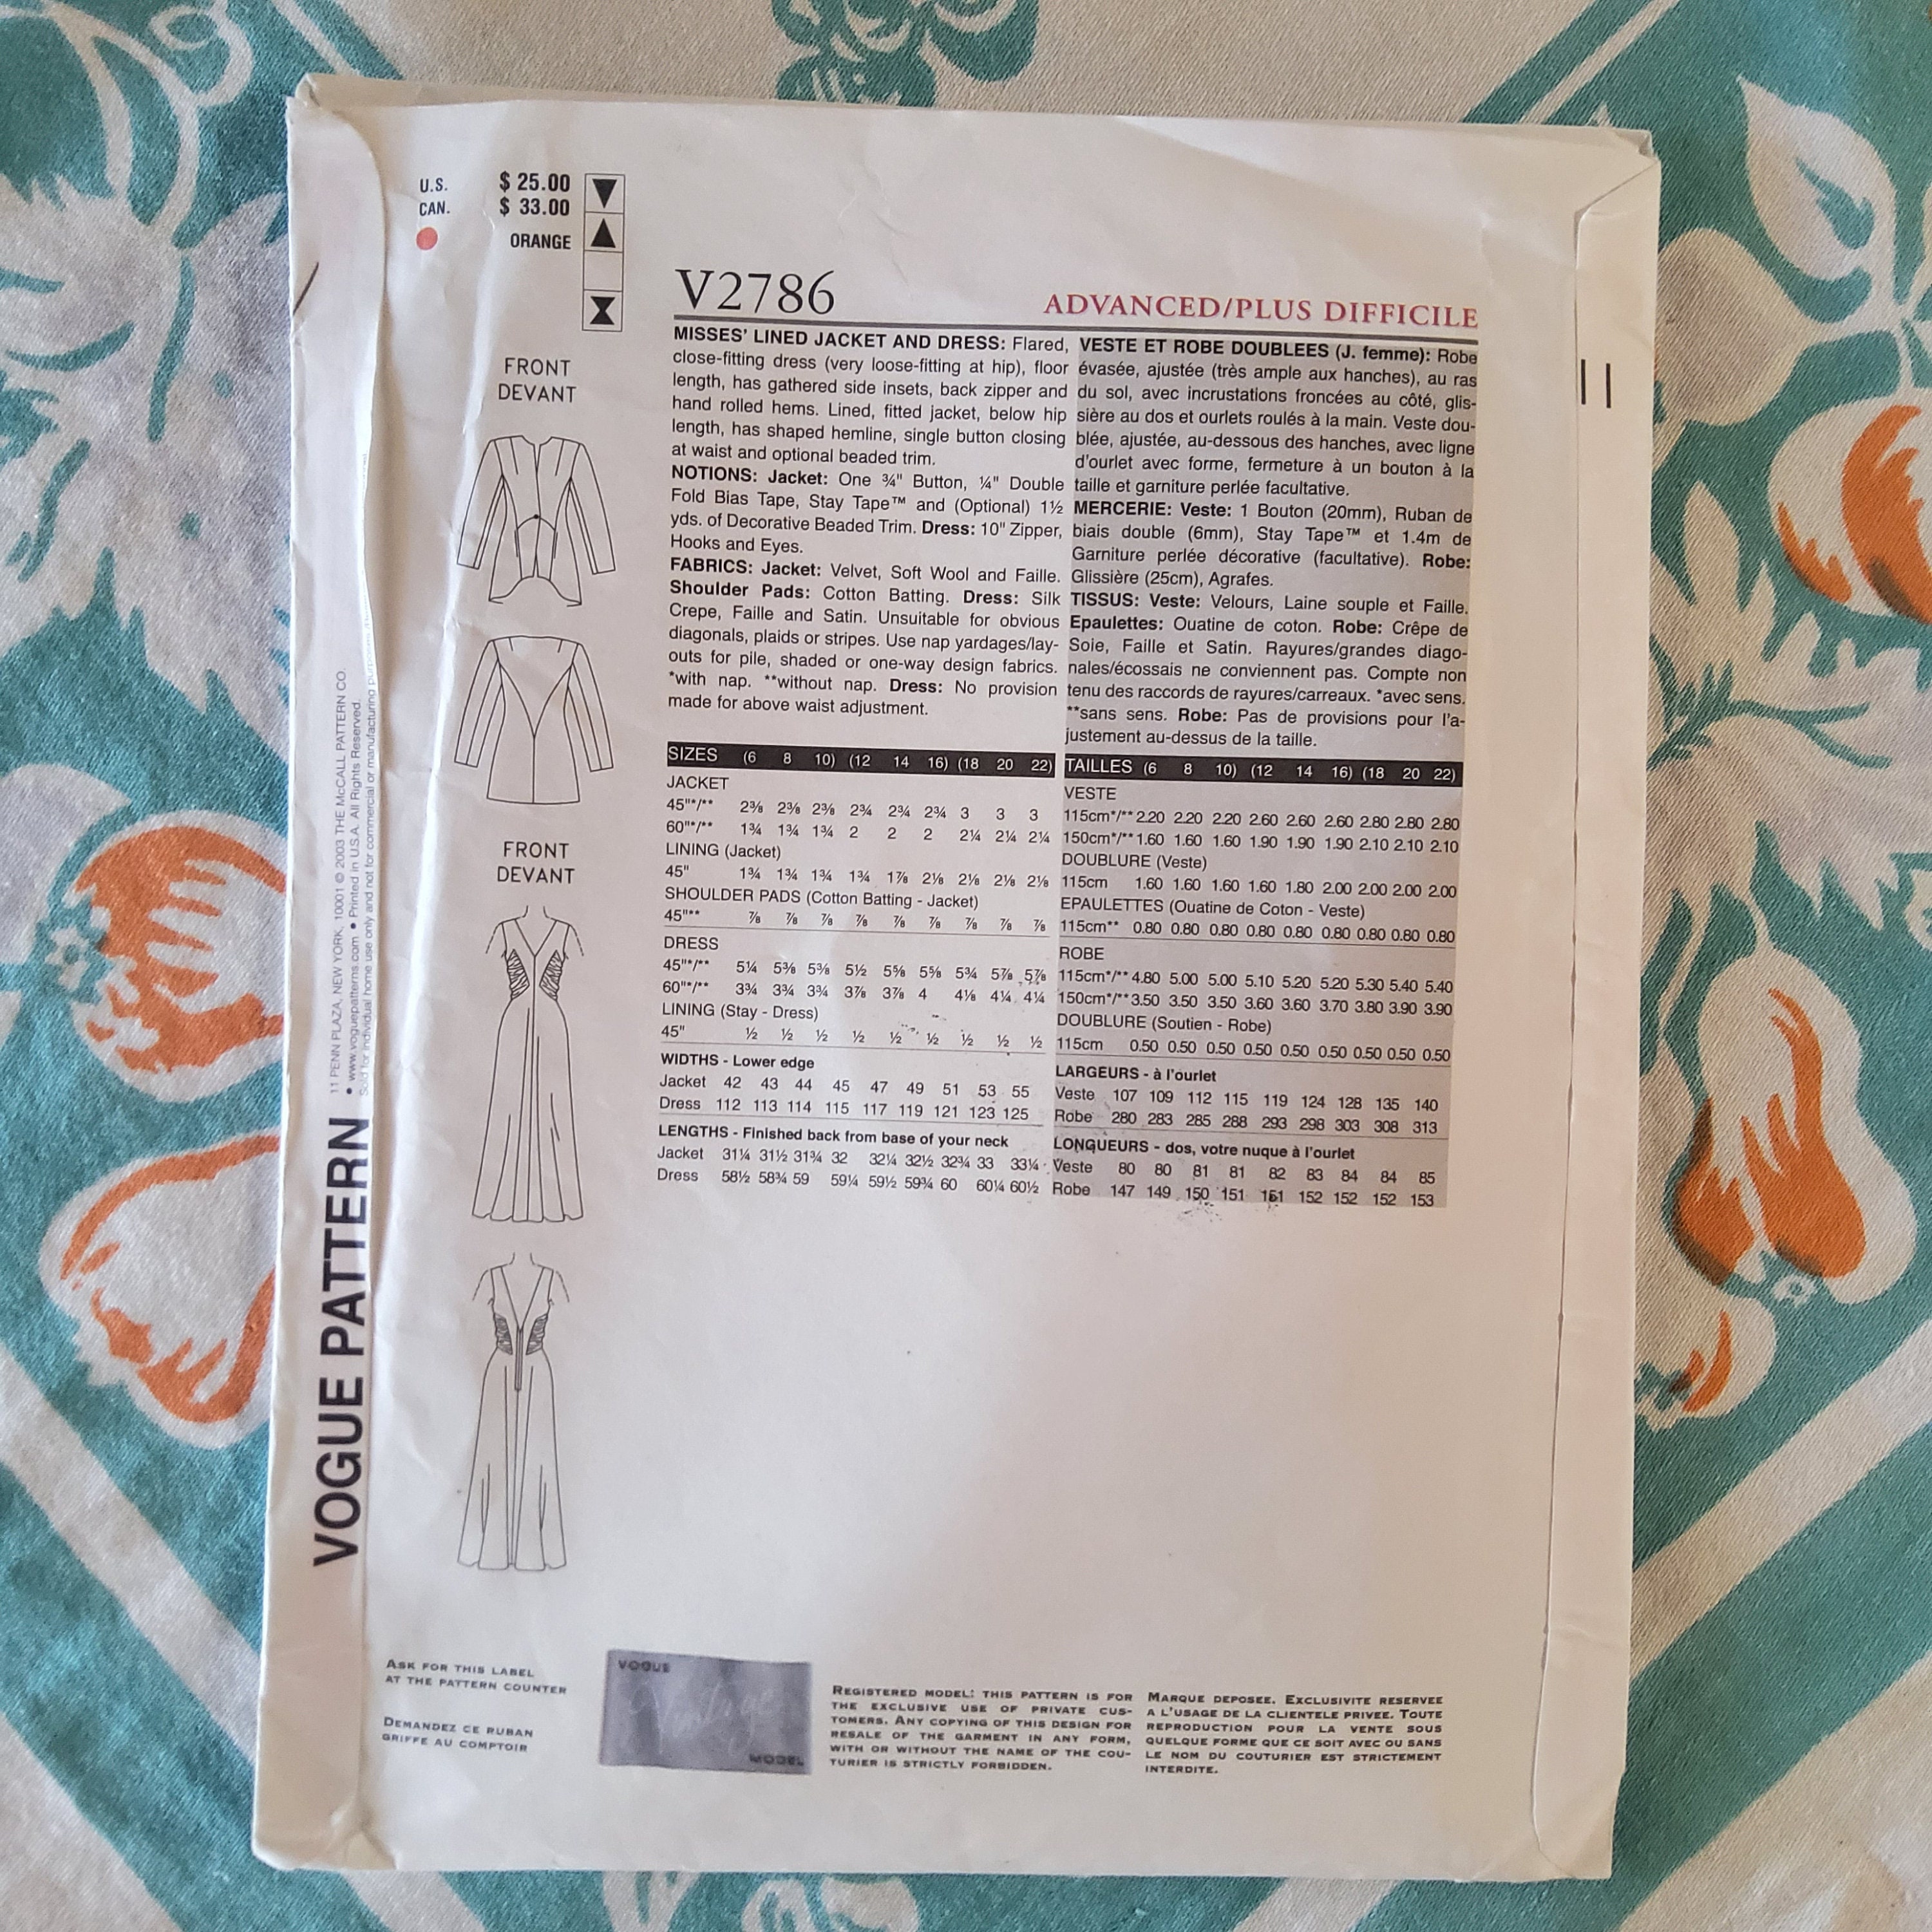 U.S. $ 25.00
CAN. $ 33.00
ORANGE
FRONT
DEVANT
FRONT
DEVANT
11 PENN PLAZA, NEW YORK, 10001 © 2003 THE McCALL PATTERN CO.
• www.voguepatterns.com • Printed in U.S.A. All Rights Reserved.
Sold for individual home use only and not for commercial or manufacturing purposes.
VOGUE PATTERN
V2786
ADVANCED/PLUS DIFFICILE
MISSES' LINED JACKET AND DRESS: Flared,
close-fitting dress (very loose-fitting at hip), floor
length, has gathered side insets, back zipper and
hand rolled hems. Lined, fitted jacket, below hip
length, has shaped hemline, single button closing
at waist and optional beaded trim.
NOTIONS: Jacket: One ¾" Button, ¼" Double
Fold Bias Tape, Stay Tape™ and (Optional) 1½
yds. of Decorative Beaded Trim. Dress: 10" Zipper,
Hooks and Eyes.
FABRICS: Jacket: Velvet, Soft Wool and Faille.
Shoulder Pads: Cotton Batting. Dress: Silk
Crepe, Faille and Satin. Unsuitable for obvious
diagonals, plaids or stripes. Use nap yardages/lay-
outs for pile, shaded or one-way design fabrics.
*with nap. **without nap. Dress: No provision
made for above waist adjustment.
SIZES (6 8 10) (12 14 16) (18 20 22)
JACKET
45"*/** 2⅜ 2⅜ 2⅜ 2¾ 2¾ 2¾ 3 3 3
60"*/** 1¾ 1¾ 1¾ 2 2 2 2¼ 2¼ 2¼
LINING (Jacket)
45" 1¾ 1¾ 1¾ 1¾ 1⅞ 2⅛ 2⅛ 2⅛ 2⅛
SHOULDER PADS (Cotton Batting - Jacket)
45"** ⅞ ⅞ ⅞ ⅞ ⅞ ⅞ ⅞ ⅞ ⅞
DRESS
45"*/** 5¼ 5⅜ 5⅜ 5½ 5⅝ 5⅝ 5¾ 5⅞ 5⅞
60"*/** 3¾ 3¾ 3¾ 3⅞ 3⅞ 4 4⅛ 4¼ 4¼
LINING (Stay - Dress)
45" ½ ½ ½ ½ ½ ½ ½ ½ ½
WIDTHS - Lower edge
Jacket 42 43 44 45 47 49 51 53 55
Dress 112 113 114 115 117 119 121 123 125
LENGTHS - Finished back from base of your neck
Jacket 31¼ 31½ 31¾ 32 32¼ 32½ 32¾ 33 33¼
Dress 58½ 58¾ 59 59¼ 59½ 59¾ 60 60¼ 60½
VESTE ET ROBE DOUBLEES (J. femme): Robe
évasée, ajustée (très ample aux hanches), au ras
du sol, avec incrustations froncées au côté, glis-
sière au dos et ourlets roulés à la main. Veste dou-
blée, ajustée, au-dessous des hanches, avec ligne
d'ourlet avec forme, fermeture à un bouton à la
taille et garniture perlée facultative.
MERCERIE: Veste: 1 Bouton (20mm), Ruban de
biais double (6mm), Stay Tape™ et 1.4m de
Garniture perlée décorative (facultative). Robe:
Glissière (25cm), Agrafes.
TISSUS: Veste: Velours, Laine souple et Faille.
Epaulettes: Ouatine de coton. Robe: Crêpe de
Soie, Faille et Satin. Rayures/grandes diago-
nales/écossais ne conviennent pas. Compte non
tenu des raccords de rayures/carreaux. *avec sens.
**sans sens. Robe: Pas de provisions pour l'a-
justement au-dessus de la taille.
TAILLES (6 8 10) (12 14 16) (18 20 22)
VESTE
115cm*/** 2.20 2.20 2.20 2.60 2.60 2.60 2.80 2.80 2.80
150cm*/** 1.60 1.60 1.60 1.90 1.90 1.90 2.10 2.10 2.10
DOUBLURE (Veste)
115cm 1.60 1.60 1.60 1.60 1.80 2.00 2.00 2.00 2.00
EPAULETTES (Ouatine de Coton - Veste)
115cm** 0.80 0.80 0.80 0.80 0.80 0.80 0.80 0.80 0.80
ROBE
115cm*/** 4.80 5.00 5.00 5.10 5.20 5.20 5.30 5.40 5.40
150cm*/** 3.50 3.50 3.50 3.60 3.60 3.70 3.80 3.90 3.90
DOUBLURE (Soutien - Robe)
115cm 0.50 0.50 0.50 0.50 0.50 0.50 0.50 0.50 0.50
LARGEURS - à l'ourlet
Veste 107 109 112 115 119 124 128 135 140
Robe 280 283 285 288 293 298 303 308 313
LONGUEURS - dos, votre nuque à l'ourlet
Veste 80 80 81 81 82 83 84 84 85
Robe 147 149 150 151 151 152 152 152 153
ASK FOR THIS LABEL
AT THE PATTERN COUNTER
DEMANDEZ CE RUBAN
GRIFFE AU COMPTOIR
VOGUE
Vintage
MODEL
REGISTERED MODEL: THIS PATTERN IS FOR
THE EXCLUSIVE USE OF PRIVATE CUS-
TOMERS. ANY COPYING OF THIS DESIGN FOR
RESALE OF THE GARMENT IN ANY FORM,
WITH OR WITHOUT THE NAME OF THE COU-
TURIER IS STRICTLY FORBIDDEN.
MARQUE DEPOSEE. EXCLUSIVITE RESERVEE
A L'USAGE DE LA CLIENTELE PRIVEE. TOUTE
REPRODUCTION POUR LA VENTE SOUS
QUELQUE FORME QUE CE SOIT AVEC OU SANS
LE NOM DU COUTURIER EST STRICTEMENT
INTERDITE.